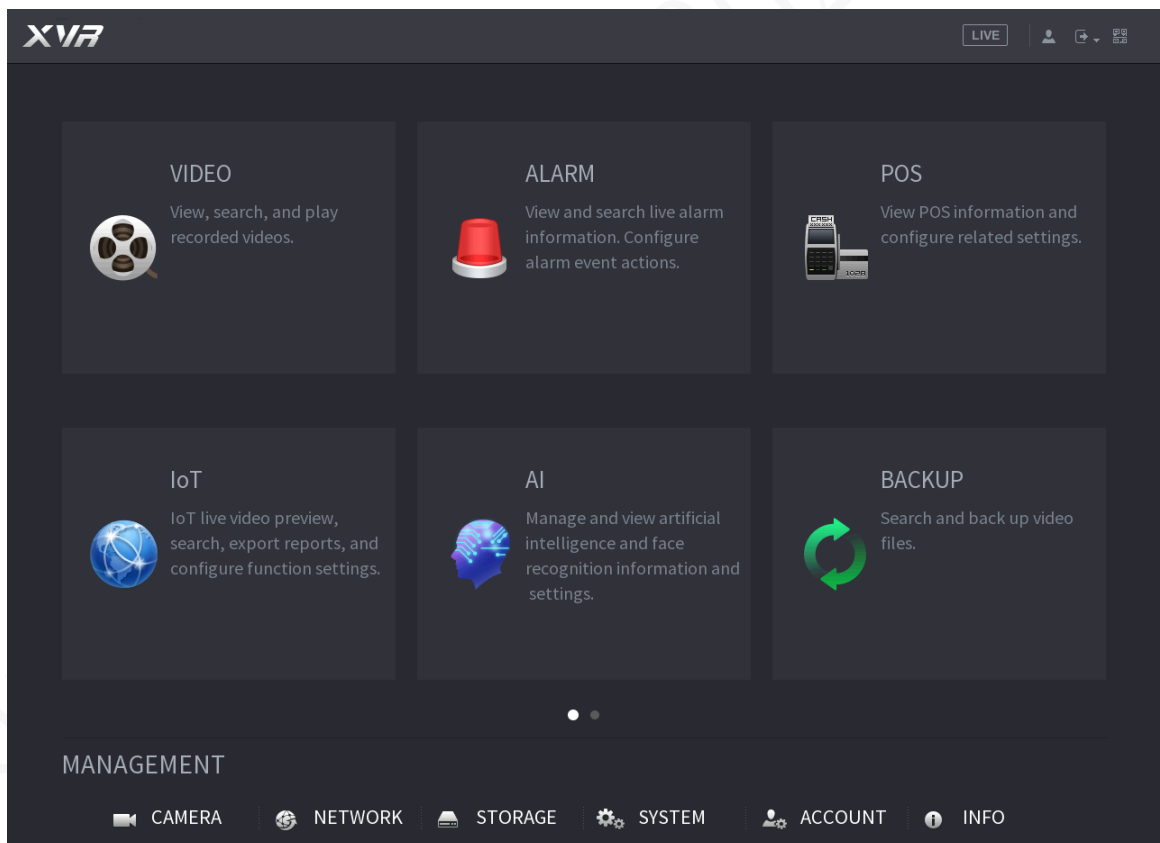 XVR
LIVE
VIDEO
View, search, and play
recorded videos.
ALARM
View and search live alarm
information. Configure
alarm event actions.
POS
View POS information and
configure related settings.
CASH
IoT
IoT live video preview,
search, export reports, and
configure function settings.
AI
Manage and view artificial
intelligence and face
recognition information and
settings.
BACKUP
Search and back up video
files.
MANAGEMENT
CAMERA
NETWORK
STORAGE
SYSTEM
ACCOUNT
INFO